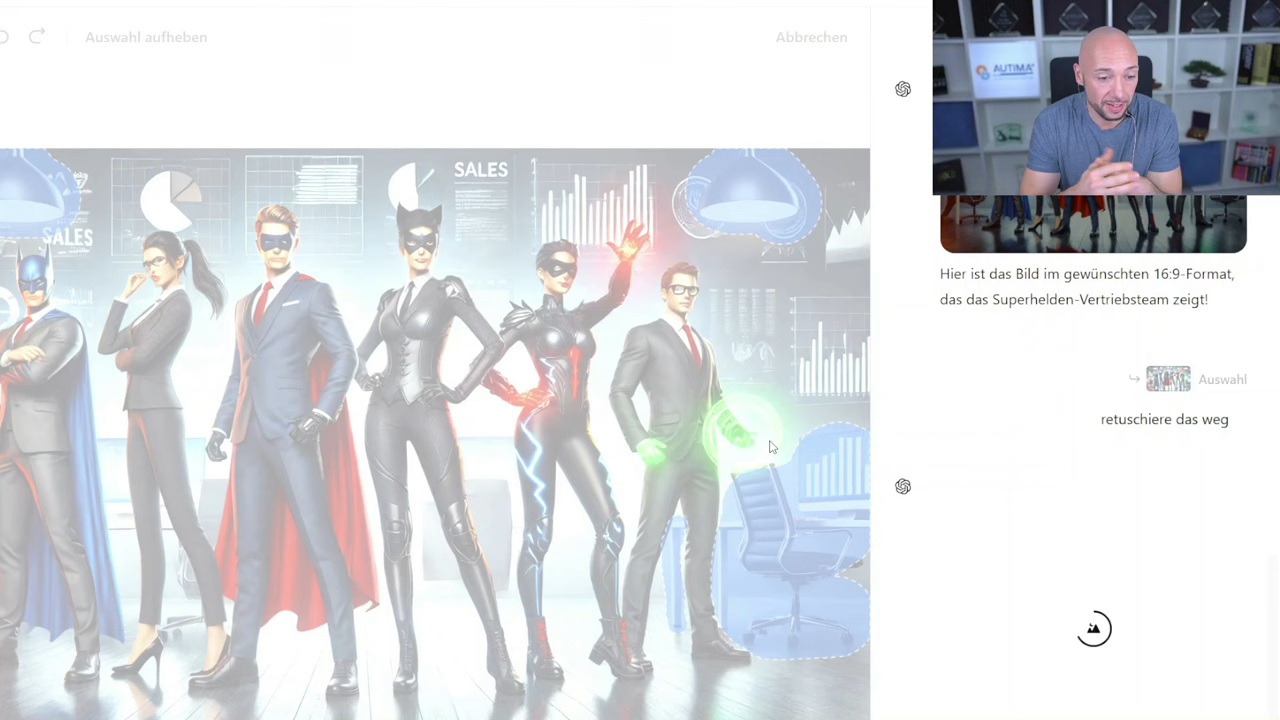 Auswahl aufheben
Abbrechen
SALES
SALES
AUTIMA
Hier ist das Bild im gewünschten 16:9-Format,
das das Superhelden-Vertriebsteam zeigt!
Auswahl
retuschiere das weg